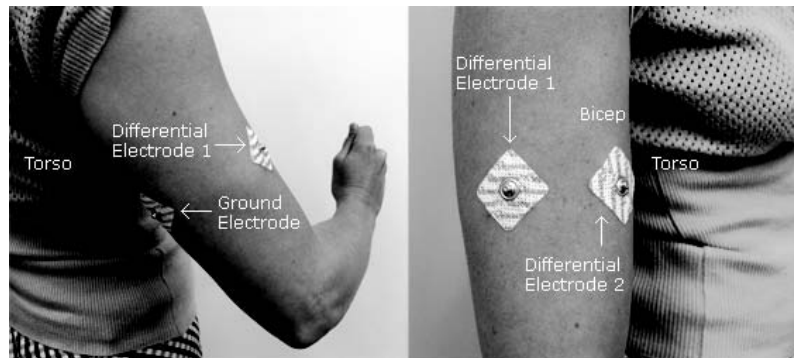 Differential
Electrode 1
Torso
Ground
Electrode
Differential
Electrode 1
Bicep
Torso
Differential
Electrode 2